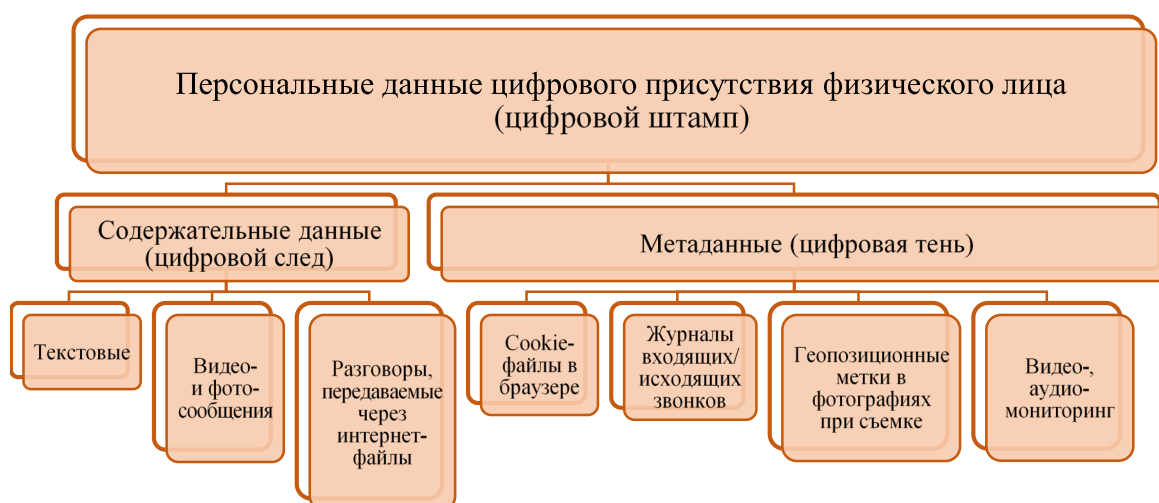 Персональные данные цифрового присутствия физического лица
(цифровой штамп)
Содержательные данные
(цифровой след)
Метаданные (цифровая тень)
Текстовые
Видео-
и фото-
сообщения
Разговоры,
передаваемые
через
интернет-
файлы
Cookie-
файлы в
браузере
Журналы
входящих/
исходящих
звонков
Геопозиционные
метки в
фотографиях
при съемке
Видео-,
аудио-
мониторинг